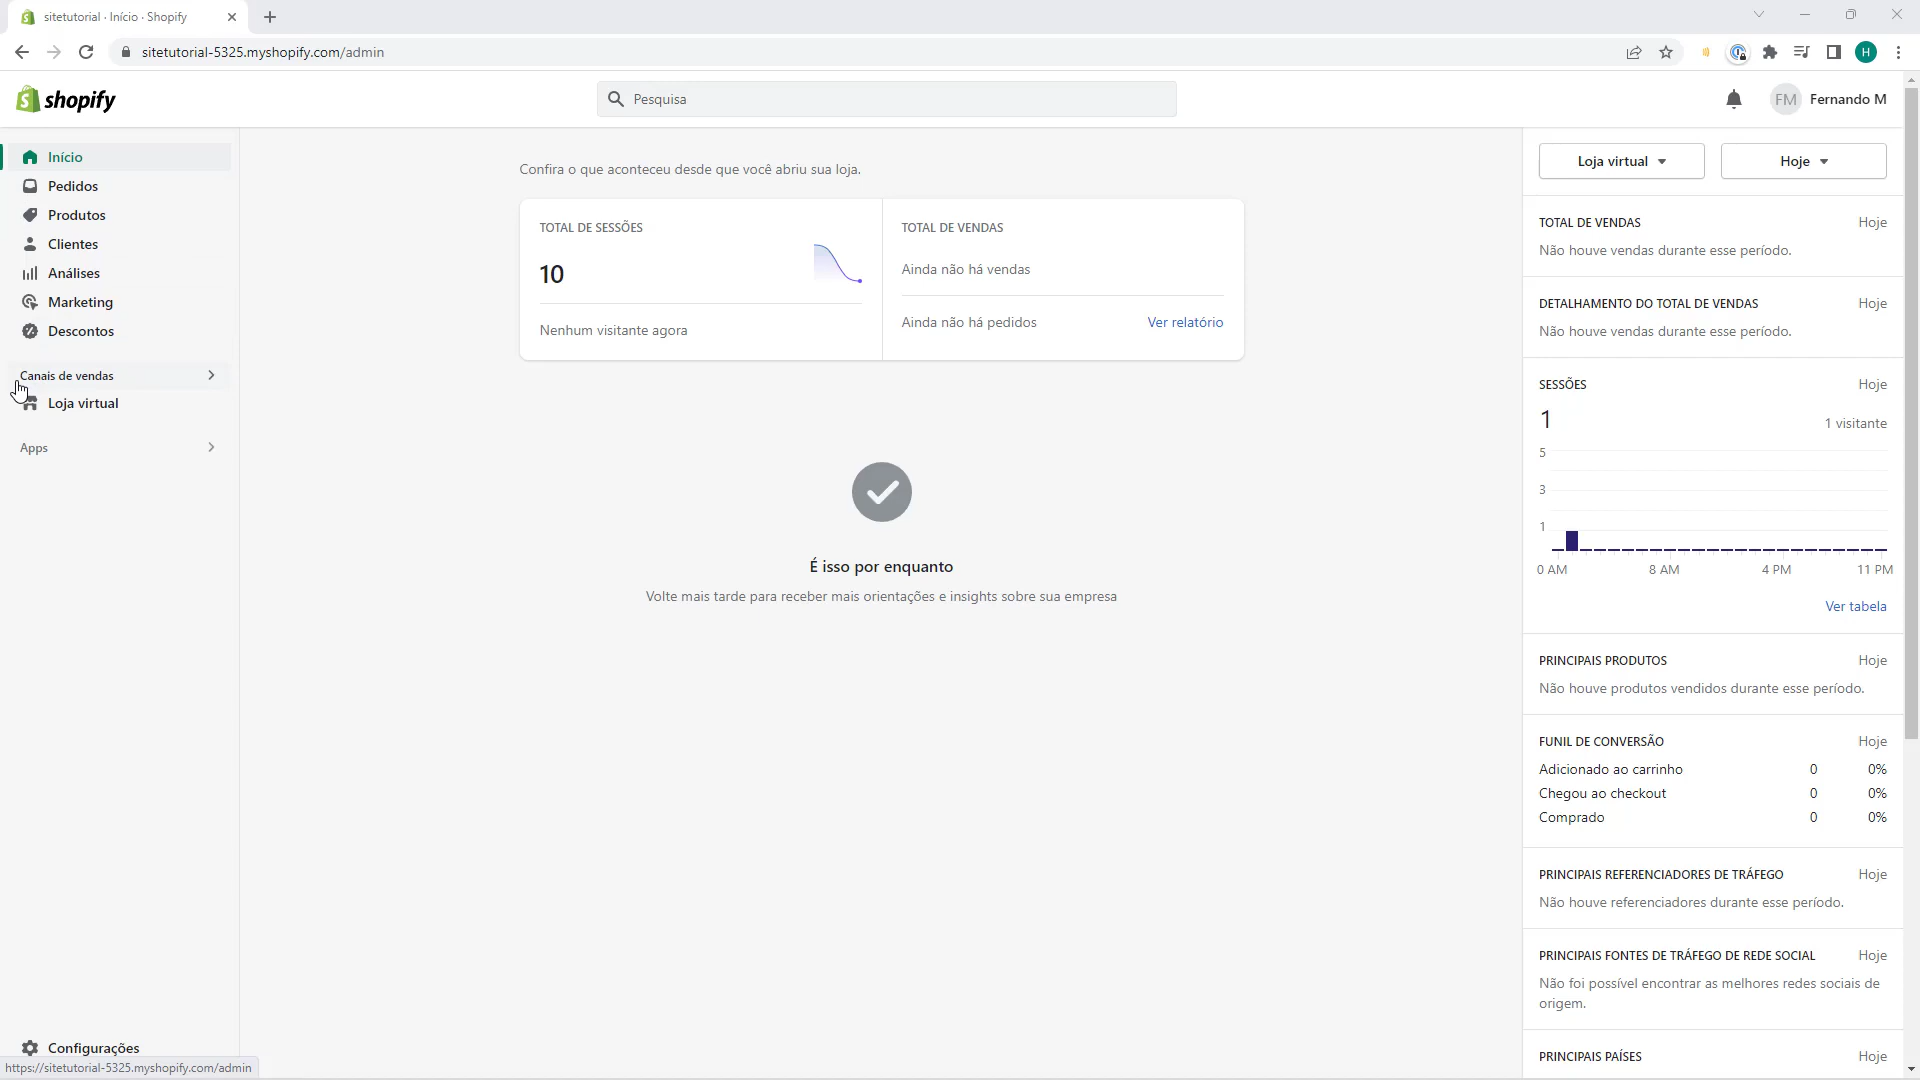 sitetutorial · Início · Shopify
sitetutorial-5325.myshopify.com/admin
H
shopify
Pesquisa
FM
Fernando M
Início
Pedidos
Produtos
Clientes
Análises
Marketing
Descontos
Canais de vendas
Loja virtual
Apps
Configurações
https://sitetutorial-5325.myshopify.com/admin
Confira o que aconteceu desde que você abriu sua loja.
TOTAL DE SESSÕES
10
Nenhum visitante agora
TOTAL DE VENDAS
Ainda não há vendas
Ainda não há pedidos Ver relatório
É isso por enquanto
Volte mais tarde para receber mais orientações e insights sobre sua empresa
Loja virtual Hoje
TOTAL DE VENDAS Hoje
Não houve vendas durante esse período.
DETALHAMENTO DO TOTAL DE VENDAS Hoje
Não houve vendas durante esse período.
SESSÕES Hoje
1 1 visitante
5
3
1
0 AM 8 AM 4 PM 11 PM
Ver tabela
PRINCIPAIS PRODUTOS Hoje
Não houve produtos vendidos durante esse período.
FUNIL DE CONVERSÃO Hoje
Adicionado ao carrinho 0 0%
Chegou ao checkout 0 0%
Comprado 0 0%
PRINCIPAIS REFERENCIADORES DE TRÁFEGO Hoje
Não houve referenciadores durante esse período.
PRINCIPAIS FONTES DE TRÁFEGO DE REDE SOCIAL Hoje
Não foi possível encontrar as melhores redes sociais de
origem.
PRINCIPAIS PAÍSES Hoje